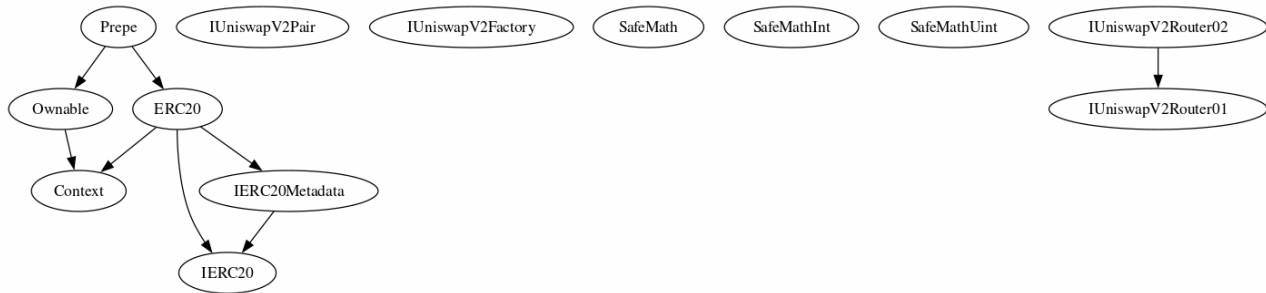 Prepe
IUniswapV2Pair
IUniswapV2Factory
SafeMath
SafeMathInt
SafeMathUint
IUniswapV2Router02
Ownable
ERC20
IUniswapV2Router01
Context
IERC20Metadata
IERC20